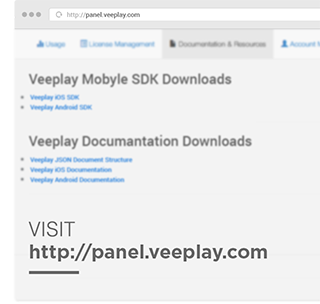 http://panel.veeplay.com
Usage License Management Documentation & Resources Account M
Veeplay Mobyle SDK Downloads
Veeplay iOS SDK
Veeplay Android SDK
Veeplay Documantation Downloads
Veeplay JSON Document Structure
Veeplay iOS Documentation
Veeplay Android Documentation
VISIT
http://panel.veeplay.com